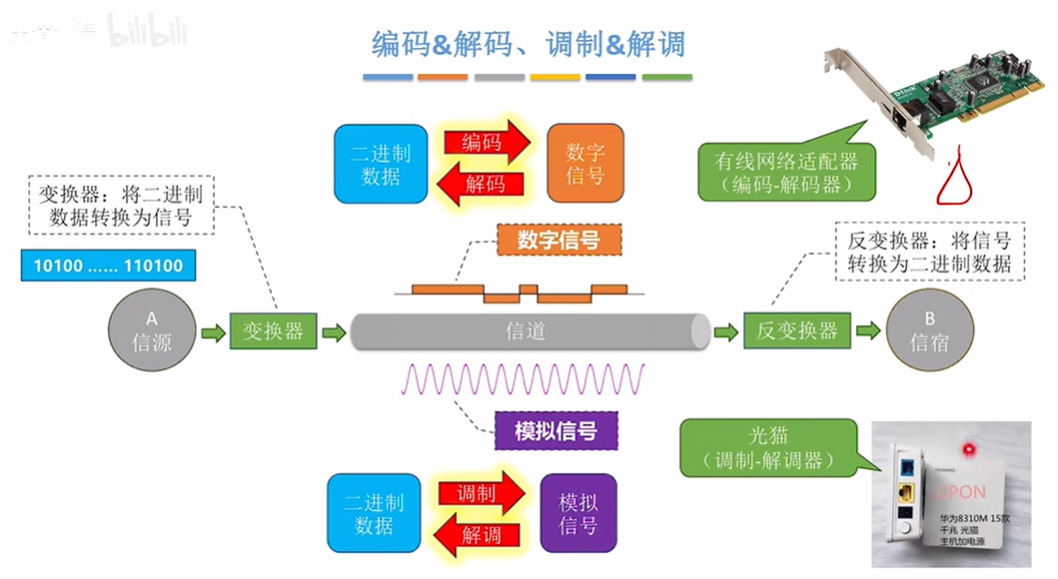 bilibili
编码&解码、调制&解调
二进制
数据
编码
解码
数字
信号
有线网络适配器
（编码-解码器）
D-Link
变换器：将二进制
数据转换为信号
10100 …… 110100
数字信号
反变换器：将信号
转换为二进制数据
A
信源
变换器
信道
反变换器
B
信宿
模拟信号
光猫
（调制-解调器）
二进制
数据
调制
解调
模拟
信号
GPON
华为8310M 15款
千兆 光猫
主机加电源